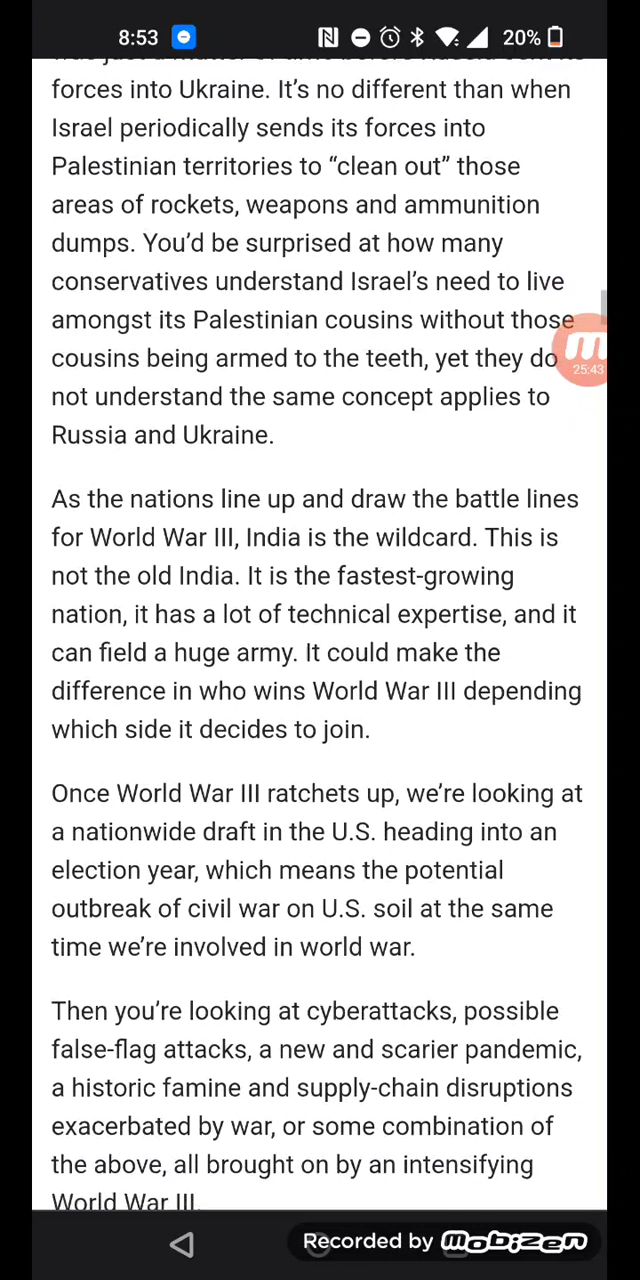 8:53
20%
forces into Ukraine. It’s no different than when
Israel periodically sends its forces into
Palestinian territories to “clean out” those
areas of rockets, weapons and ammunition
dumps. You’d be surprised at how many
conservatives understand Israel’s need to live
amongst its Palestinian cousins without those
cousins being armed to the teeth, yet they do
25:43
not understand the same concept applies to
Russia and Ukraine.
As the nations line up and draw the battle lines
for World War III, India is the wildcard. This is
not the old India. It is the fastest-growing
nation, it has a lot of technical expertise, and it
can field a huge army. It could make the
difference in who wins World War III depending
which side it decides to join.
Once World War III ratchets up, we’re looking at
a nationwide draft in the U.S. heading into an
election year, which means the potential
outbreak of civil war on U.S. soil at the same
time we’re involved in world war.
Then you’re looking at cyberattacks, possible
false-flag attacks, a new and scarier pandemic,
a historic famine and supply-chain disruptions
exacerbated by war, or some combination of
the above, all brought on by an intensifying
World War III.
Recorded by mobizen